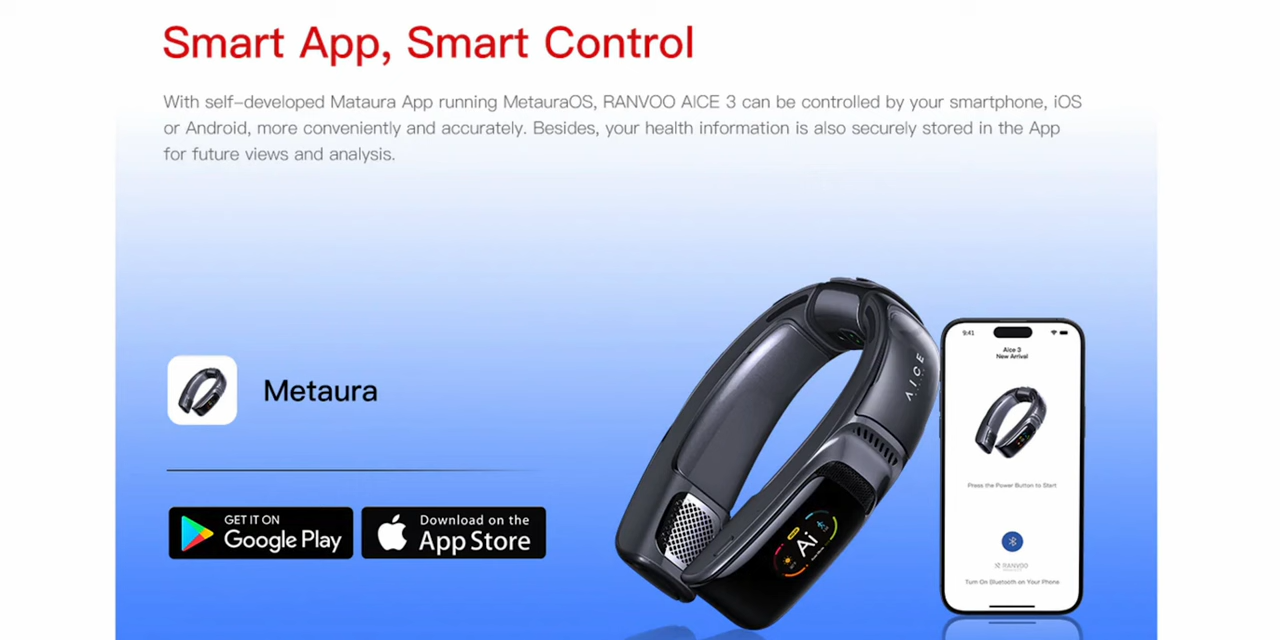 Smart App, Smart Control
With self-developed Mataura App running MetauraOS, RANVOO AICE 3 can be controlled by your smartphone, iOS
or Android, more conveniently and accurately. Besides, your health information is also securely stored in the App
for future views and analysis.
Metaura
GET IT ON
Google Play
Download on the
App Store
AICE
Ai
9:41
Aice 3
New Arrival
Press the Power Button to Start
RANVOO
Turn On Bluetooth on Your Phone